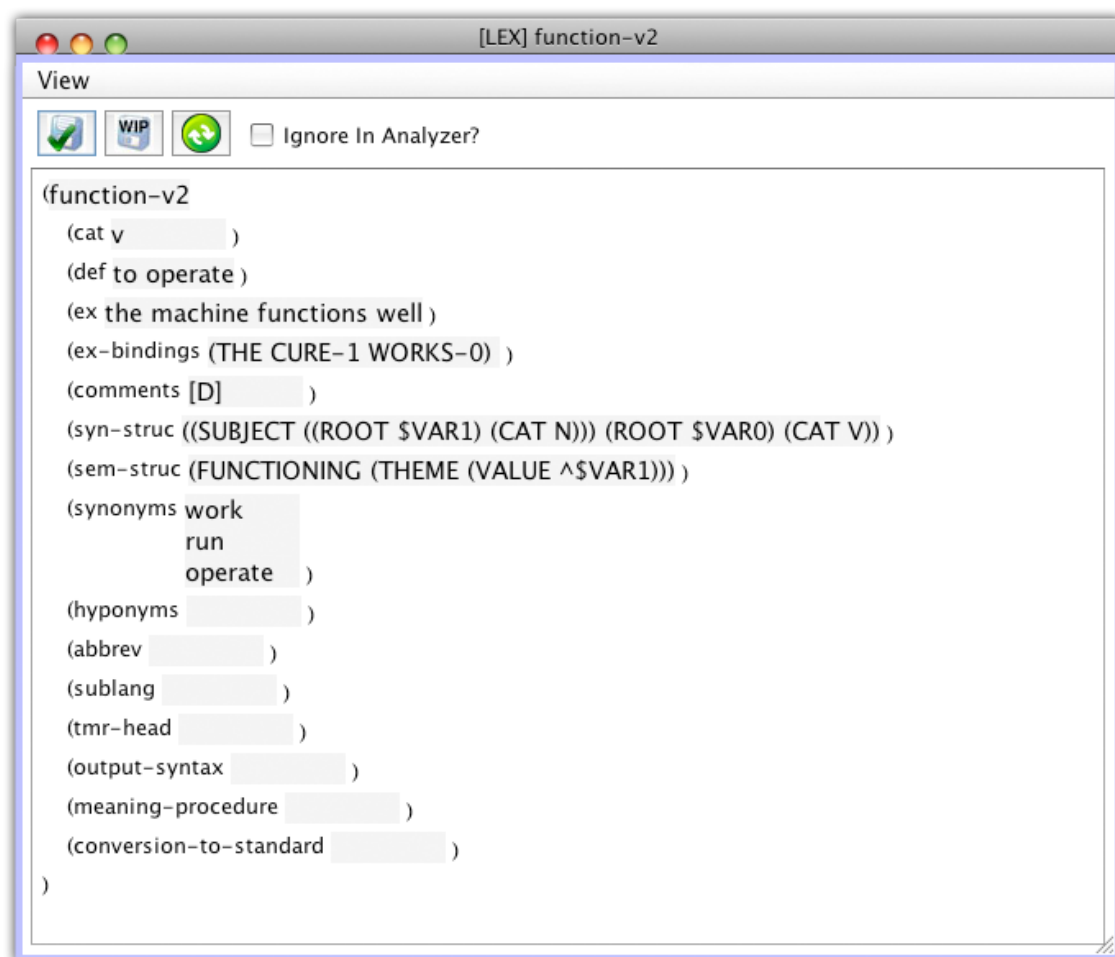 [LEX] function-v2
View
WIP Ignore In Analyzer?
(function-v2
(cat v )
(def to operate )
(ex the machine functions well )
(ex-bindings (THE CURE-1 WORKS-0) )
(comments [D] )
(syn-struc ((SUBJECT ((ROOT $VAR1) (CAT N))) (ROOT $VAR0) (CAT V)) )
(sem-struc (FUNCTIONING (THEME (VALUE ^$VAR1))) )
(synonyms work
run
operate )
(hyponyms )
(abbrev )
(sublang )
(tmr-head )
(output-syntax )
(meaning-procedure )
(conversion-to-standard )
)